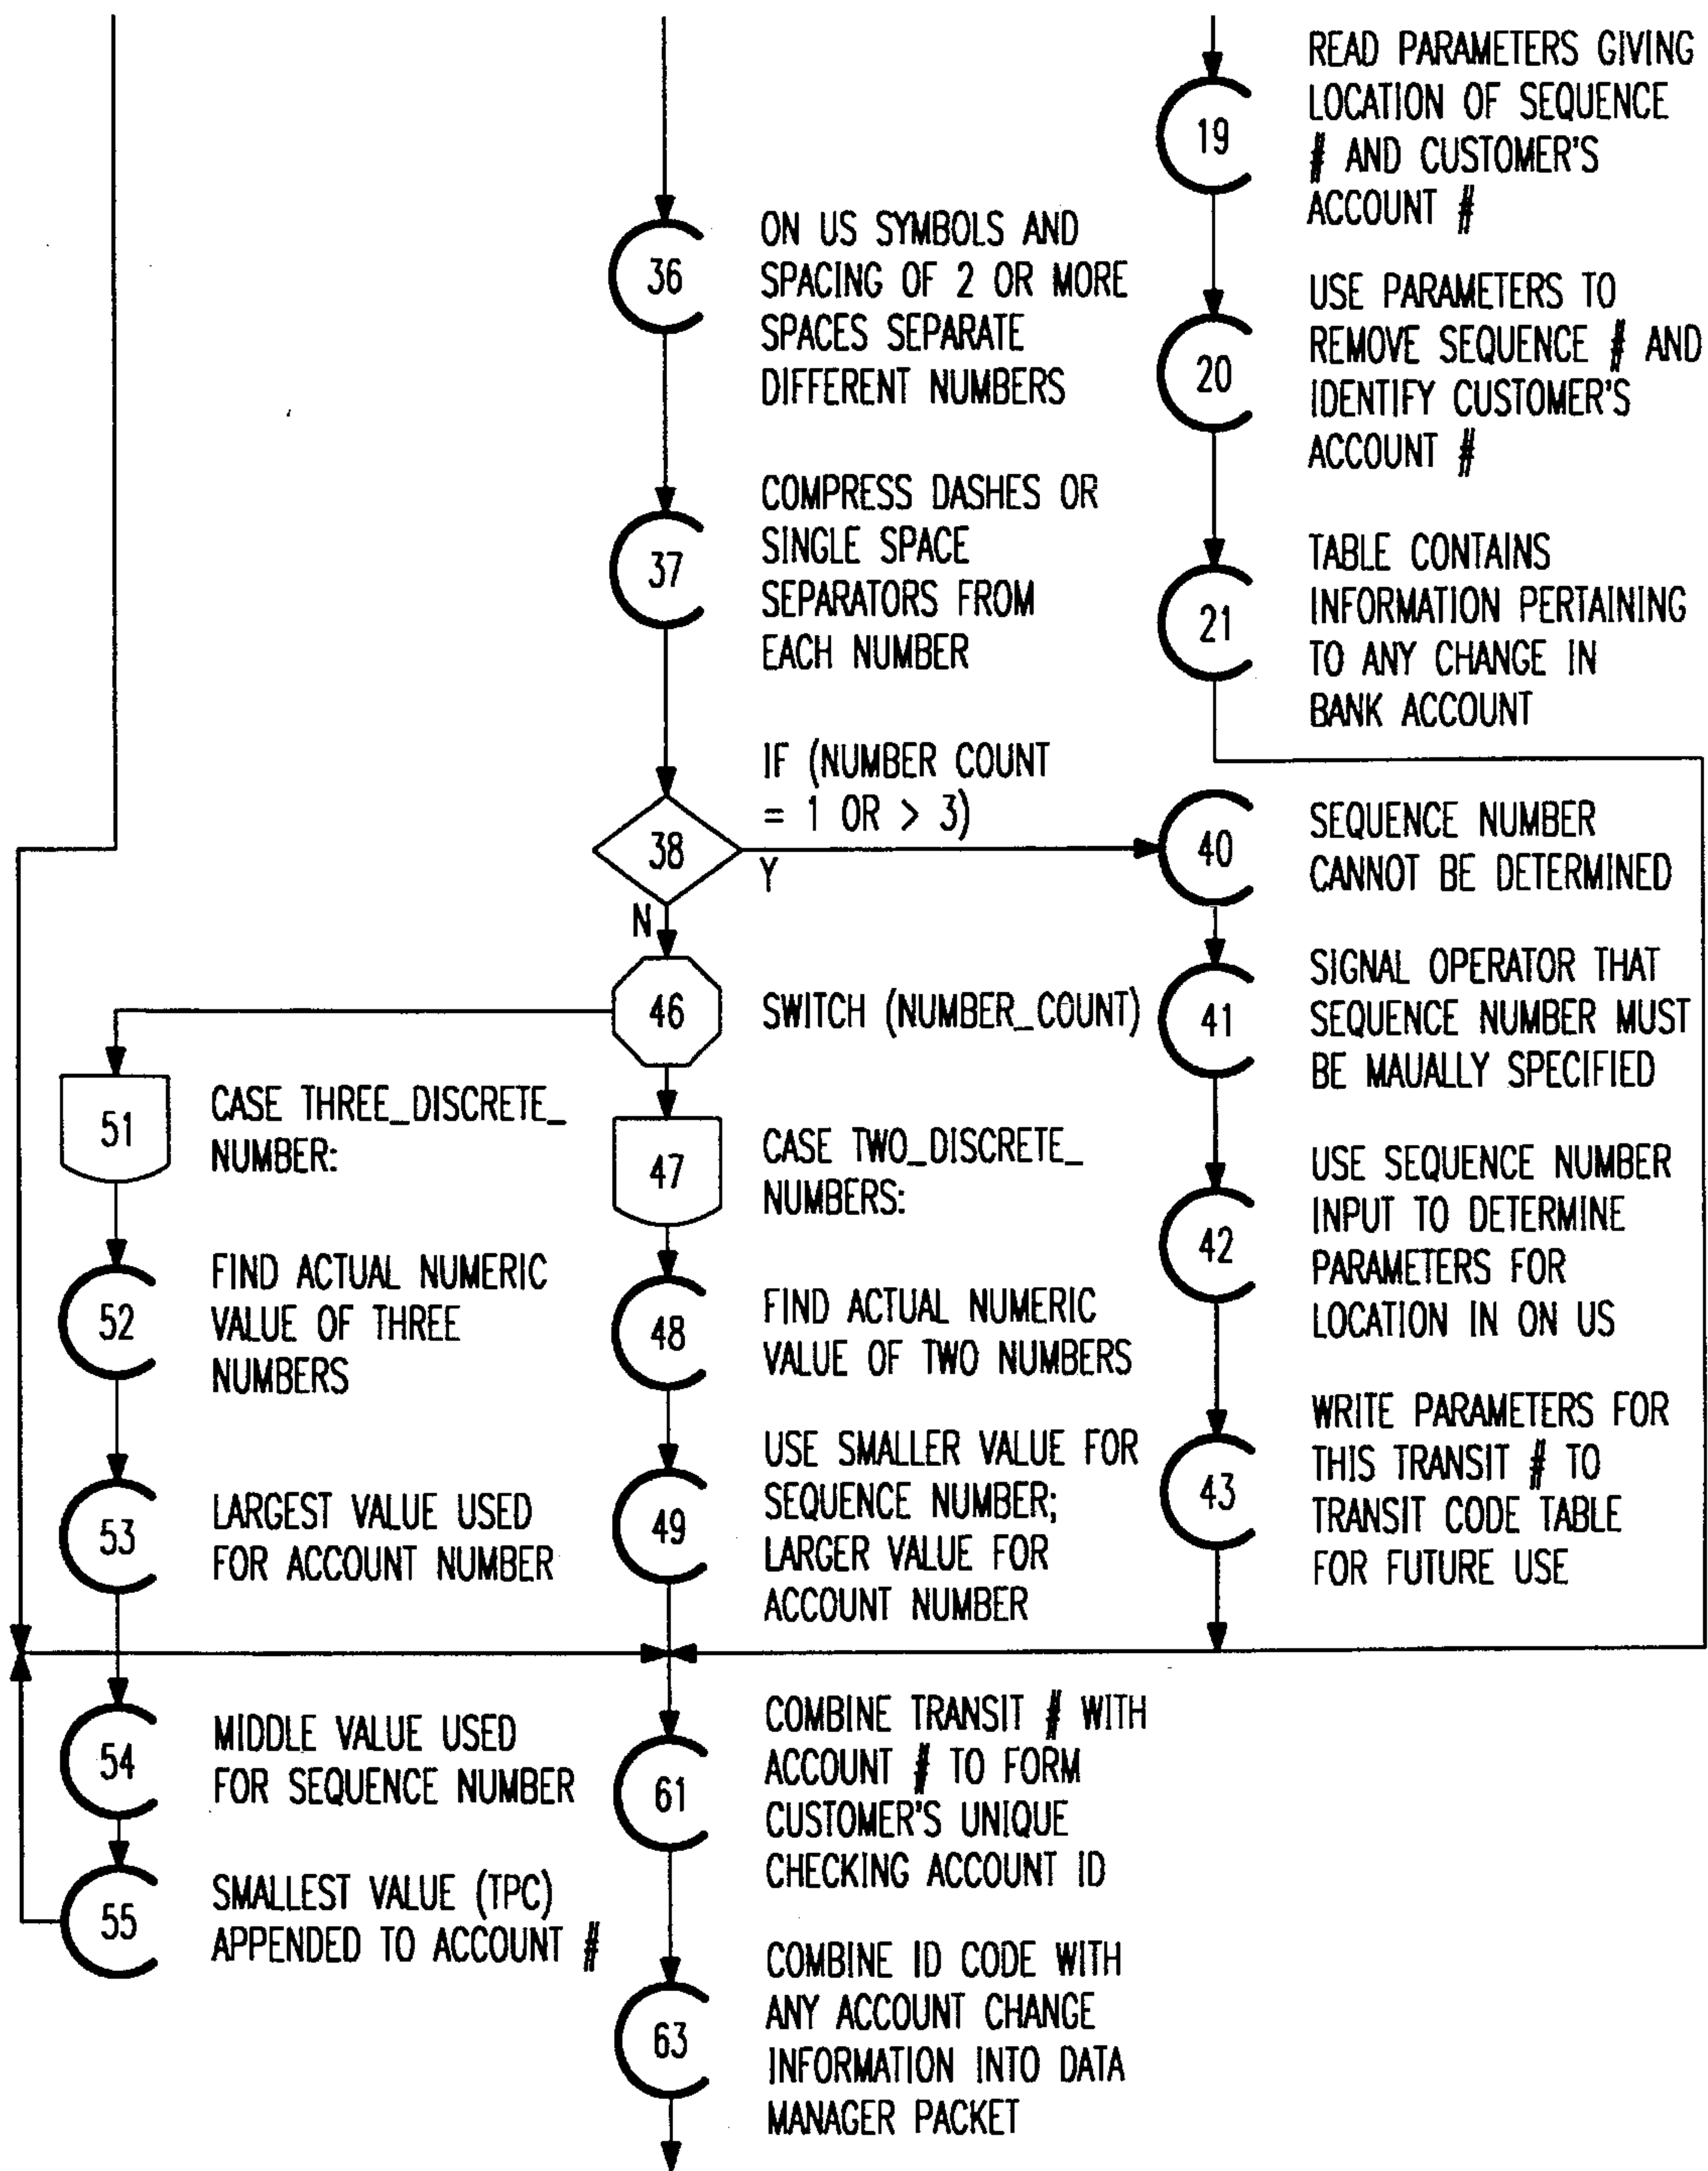 19
READ PARAMETERS GIVING
LOCATION OF SEQUENCE
# AND CUSTOMER'S
ACCOUNT #
36
ON US SYMBOLS AND
SPACING OF 2 OR MORE
SPACES SEPARATE
DIFFERENT NUMBERS
20
USE PARAMETERS TO
REMOVE SEQUENCE # AND
IDENTIFY CUSTOMER'S
ACCOUNT #
37
COMPRESS DASHES OR
SINGLE SPACE
SEPARATORS FROM
EACH NUMBER
21
TABLE CONTAINS
INFORMATION PERTAINING
TO ANY CHANGE IN
BANK ACCOUNT
38
IF (NUMBER COUNT
= 1 OR > 3)
Y
N
40
SEQUENCE NUMBER
CANNOT BE DETERMINED
46
SWITCH (NUMBER_COUNT)
41
SIGNAL OPERATOR THAT
SEQUENCE NUMBER MUST
BE MAUALLY SPECIFIED
51
CASE THREE_DISCRETE_
NUMBER:
47
CASE TWO_DISCRETE_
NUMBERS:
42
USE SEQUENCE NUMBER
INPUT TO DETERMINE
PARAMETERS FOR
LOCATION IN ON US
52
FIND ACTUAL NUMERIC
VALUE OF THREE
NUMBERS
48
FIND ACTUAL NUMERIC
VALUE OF TWO NUMBERS
43
WRITE PARAMETERS FOR
THIS TRANSIT # TO
TRANSIT CODE TABLE
FOR FUTURE USE
53
LARGEST VALUE USED
FOR ACCOUNT NUMBER
49
USE SMALLER VALUE FOR
SEQUENCE NUMBER;
LARGER VALUE FOR
ACCOUNT NUMBER
54
MIDDLE VALUE USED
FOR SEQUENCE NUMBER
61
COMBINE TRANSIT # WITH
ACCOUNT # TO FORM
CUSTOMER'S UNIQUE
CHECKING ACCOUNT ID
55
SMALLEST VALUE (TPC)
APPENDED TO ACCOUNT #
63
COMBINE ID CODE WITH
ANY ACCOUNT CHANGE
INFORMATION INTO DATA
MANAGER PACKET